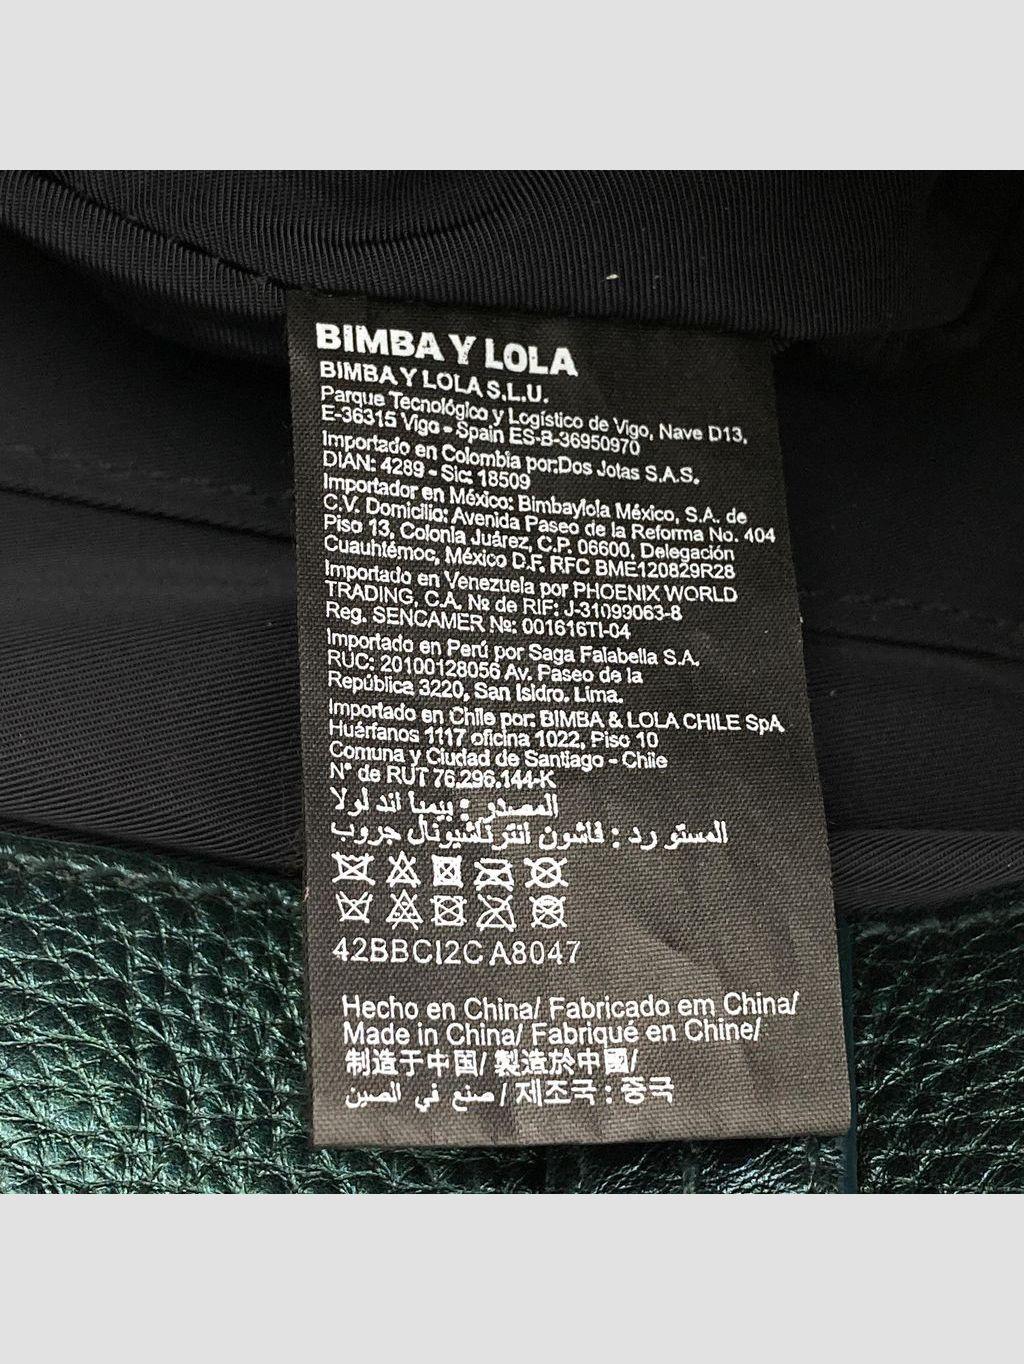 BIMBA Y LOLA
BIMBA Y LOLA S.L.U.
Parque Tecnológico y Logístico de Vigo, Nave D13,
E-36315 Vigo - Spain ES-B-36950970
Importado en Colombia por:Dos Jotas S.A.S.
DIAN: 4289 - Sic: 18509
Importador en México: Bimbaylola México, S.A. de
C.V. Domicilio: Avenida Paseo de la Reforma No. 404
Piso 13, Colonia Juárez, C.P. 06600, Delegación
Cuauhtémoc, México D.F. RFC BME120829R28
Importado en Venezuela por PHOENIX WORLD
TRADING, C.A. № de RIF: J-31099063-8
Reg. SENCAMER №: 001616TI-04
Importado en Perú por Saga Falabella S.A.
RUC: 20100128056 Av. Paseo de la
República 3220, San Isidro. Lima.
Importado en Chile por: BIMBA & LOLA CHILE SpA
Huérfanos 1117 oficina 1022, Piso 10
Comuna y Ciudad de Santiago - Chile
N° de RUT 76.296.144-K
المصدر : بيمبا اند لولا
المستورد : فاشون انترناشيونال جروب
42BBCI2CA8047
Hecho en China/ Fabricado em China/
Made in China/ Fabriqué en Chine/
制造于中国/ 製造於中國/
صنع في الصين / 제조국 : 중국